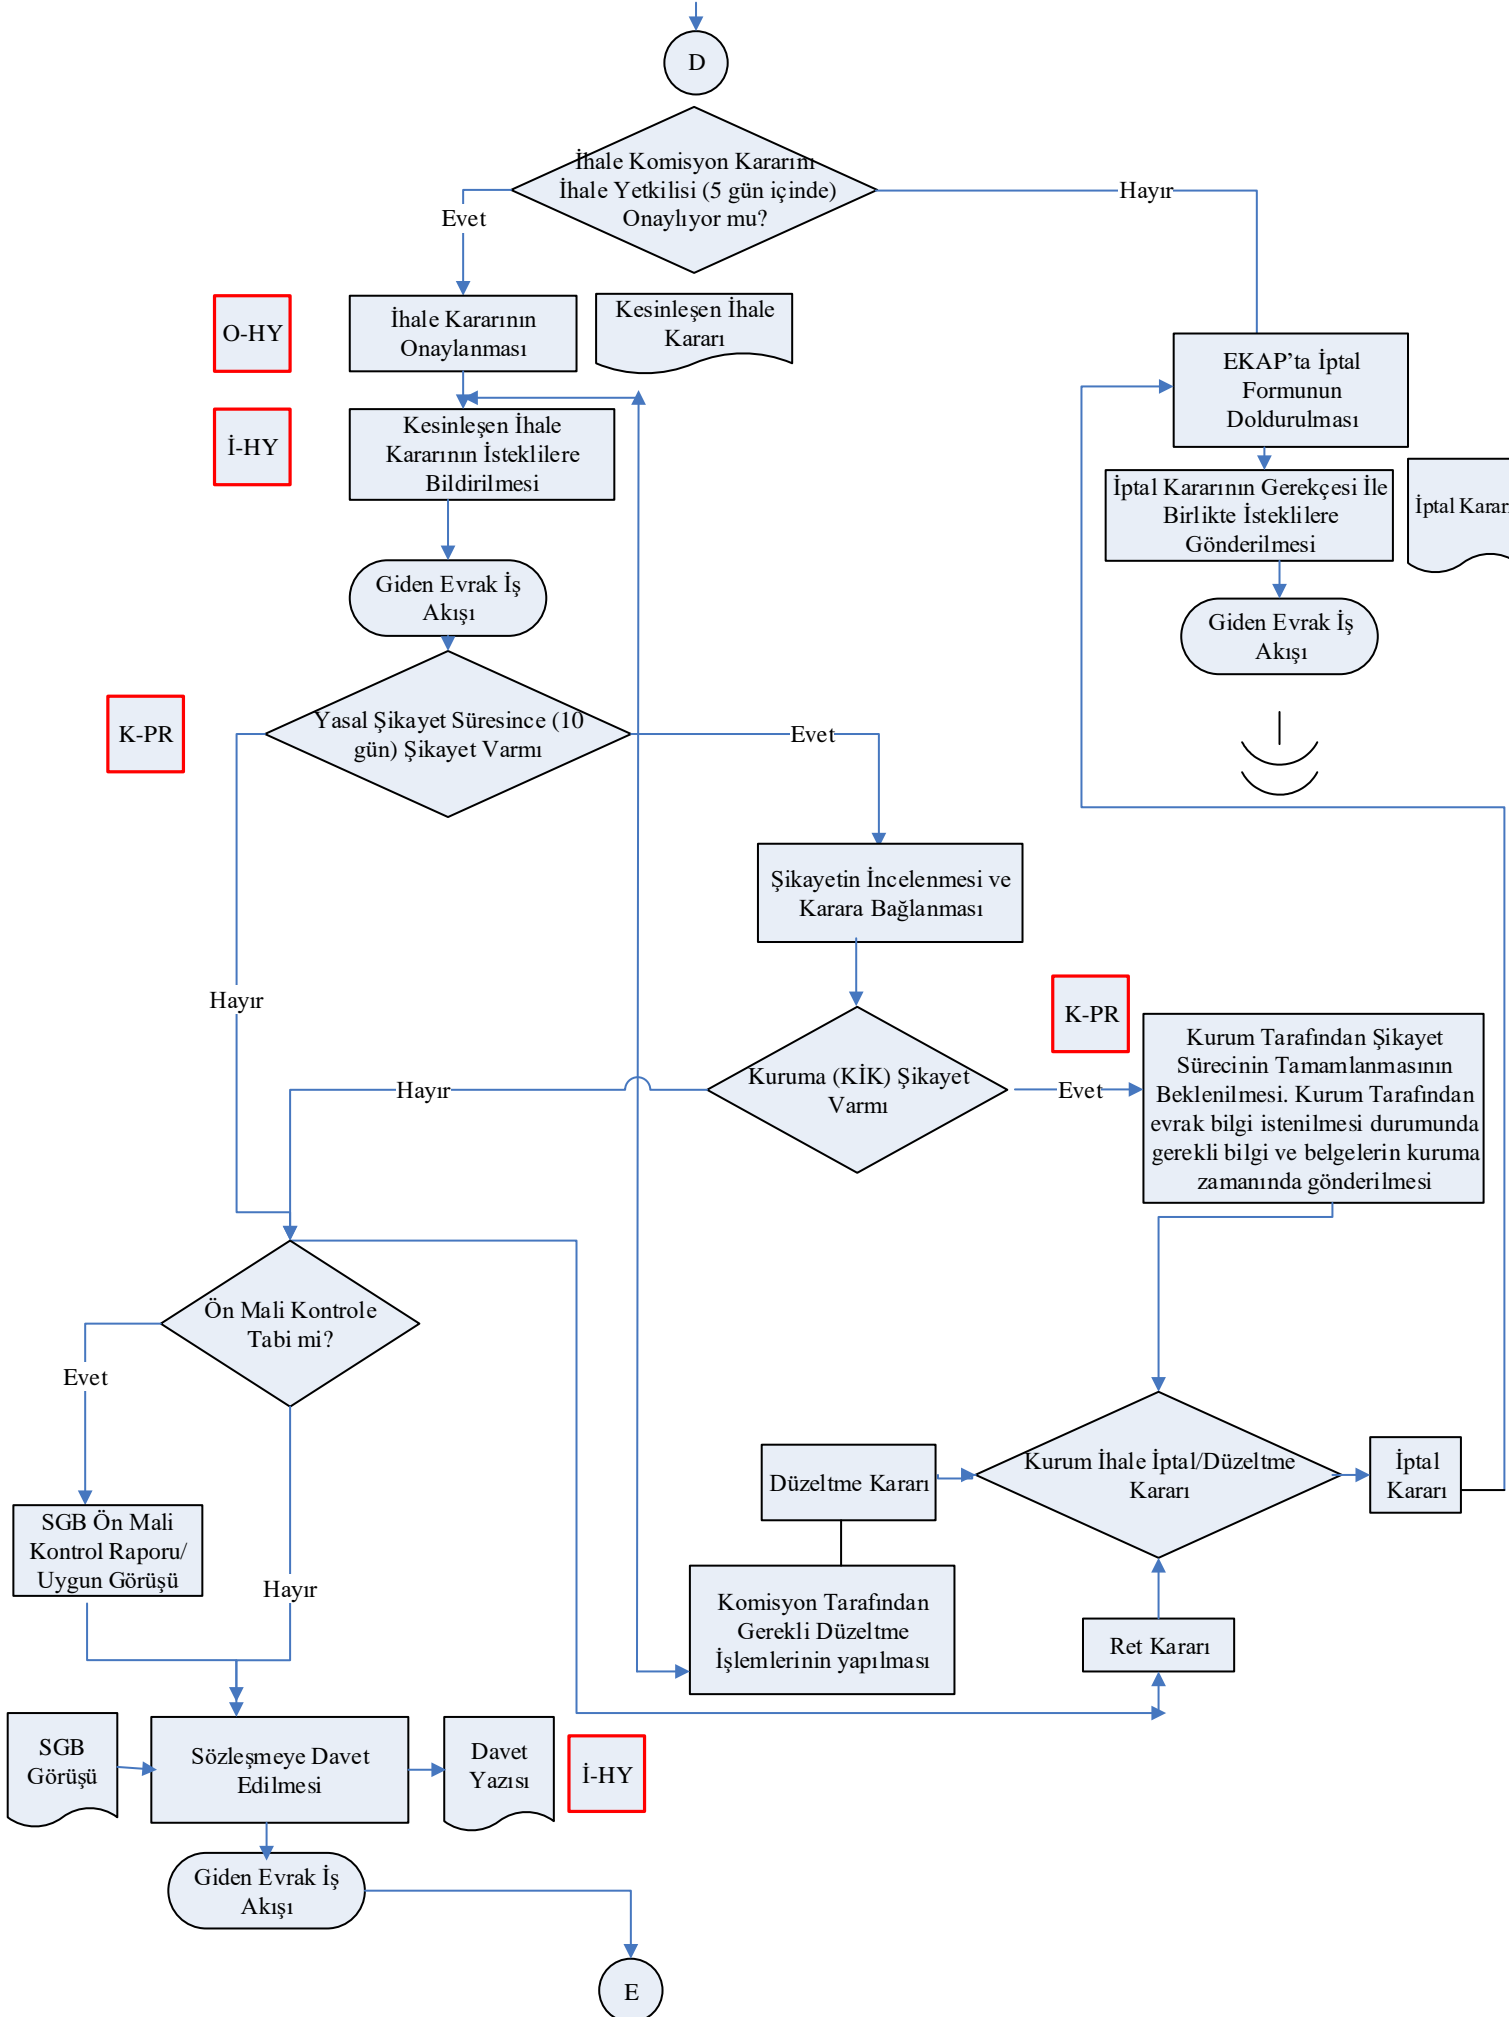 D
İhale Komisyon Kararını
İhale Yetkilisi (5 gün içinde)
Onaylıyor mu?
Evet
Hayır
O-HY
İhale Kararının
Onaylanması
Kesinleşen İhale
Kararı
EKAP’ta İptal
Formunun
Doldurulması
İ-HY
Kesinleşen İhale
Kararının İsteklilere
Bildirilmesi
İptal Kararının Gerekçesi İle
Birlikte İsteklilere
Gönderilmesi
İptal Kararı
Giden Evrak İş
Akışı
Giden Evrak İş
Akışı
K-PR
Yasal Şikayet Süresince (10
gün) Şikayet Varmı
Evet
Şikayetin İncelenmesi ve
Karara Bağlanması
Hayır
K-PR
Kuruma (KİK) Şikayet
Varmı
Hayır
Evet
Kurum Tarafından Şikayet
Sürecinin Tamamlanmasının
Beklenilmesi. Kurum Tarafından
evrak bilgi istenilmesi durumunda
gerekli bilgi ve belgelerin kuruma
zamanında gönderilmesi
Ön Mali Kontrole
Tabi mi?
Evet
Düzeltme Kararı
Kurum İhale İptal/Düzeltme
Kararı
İptal
Kararı
SGB Ön Mali
Kontrol Raporu/
Uygun Görüşü
Hayır
Komisyon Tarafından
Gerekli Düzeltme
İşlemlerinin yapılması
Ret Kararı
SGB
Görüşü
Sözleşmeye Davet
Edilmesi
Davet
Yazısı
İ-HY
Giden Evrak İş
Akışı
E